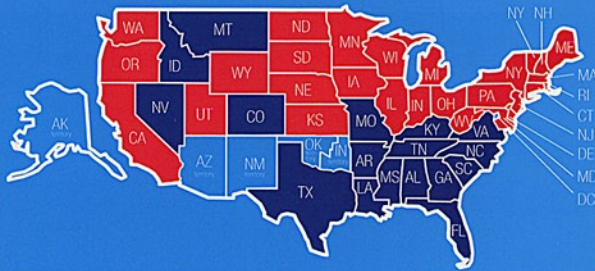 NY NH
WA
MT
ND
MN
ME
OR
ID
SD
WI
MI
NY
MA
WY
IA
PA
RI
NE
NV
UT
CO
IL
IN
OH
CT
WV
NJ
CA
KS
MO
KY
VA
DE
AK
territory
AZ
territory
NM
territory
OK
IN
territory
TN
NC
MD
AR
SC
DC
TX
LA
MS
AL
GA
FL